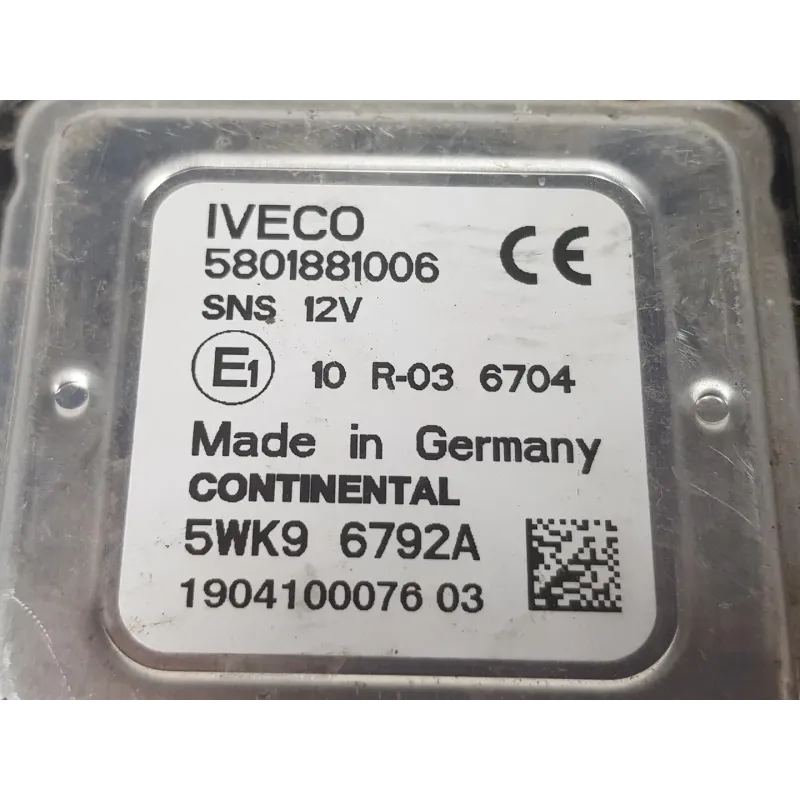 IVECO
5801881006 CE
SNS 12V
E1 10 R-03 6704
Made in Germany
CONTINENTAL
5WK9 6792A
1904100076 03